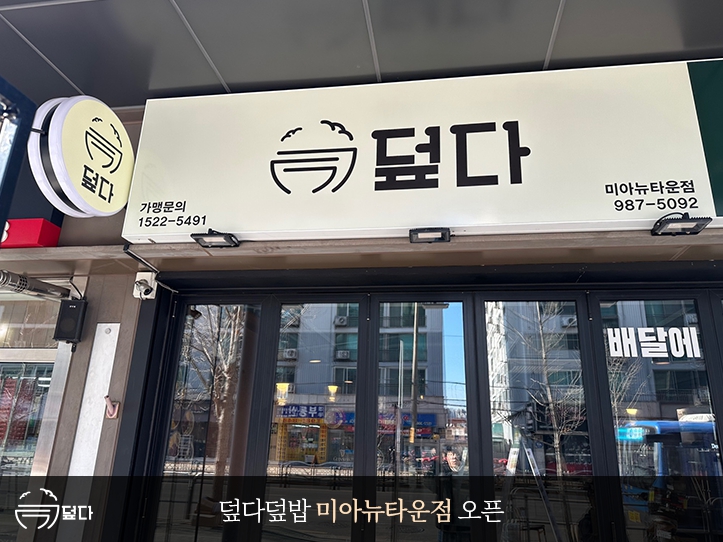 덮다
덮다
가맹문의
1522-5491
미아뉴타운점
987-5092
배달에
덮다
덮다덮밥 미아뉴타운점 오픈